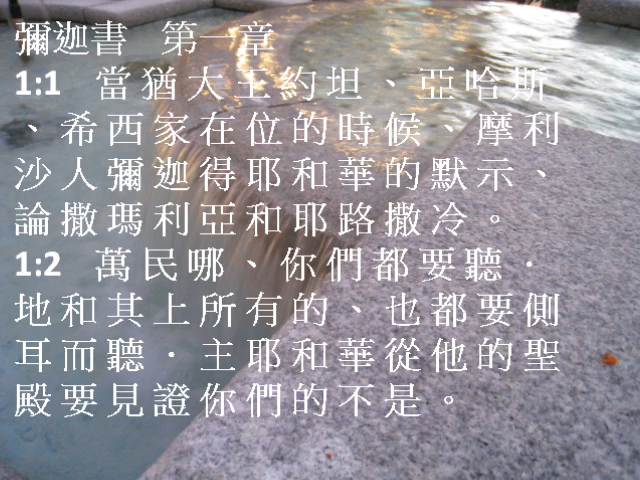 彌迦書　第一章
1:1　當猶大王約坦、亞哈斯
、希西家在位的時候、摩利
沙人彌迦得耶和華的默示、
論撒瑪利亞和耶路撒冷。
1:2　萬民哪、你們都要聽．
地和其上所有的、也都要側
耳而聽．主耶和華從他的聖
殿要見證你們的不是。